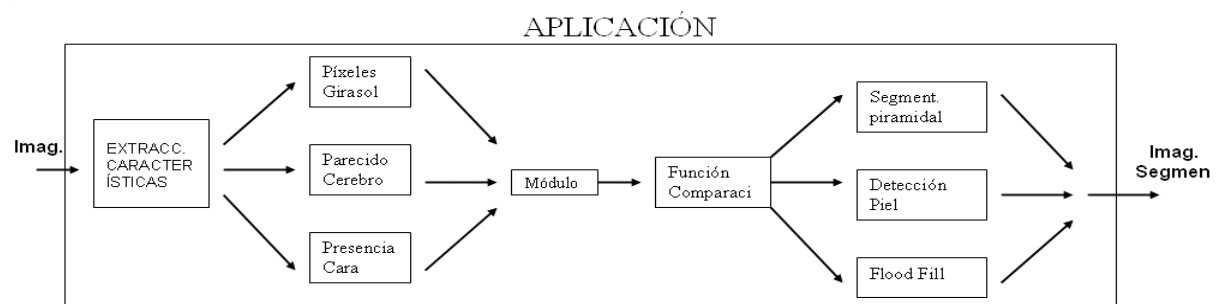 APLICACIÓN
Imag.
EXTRACC.
CARACTER
ÍSTICAS
Píxeles
Girasol
Parecido
Cerebro
Presencia
Cara
Módulo
Función
Comparaci
Segment.
piramidal
Detección
Piel
Flood Fill
Imag.
Segmen